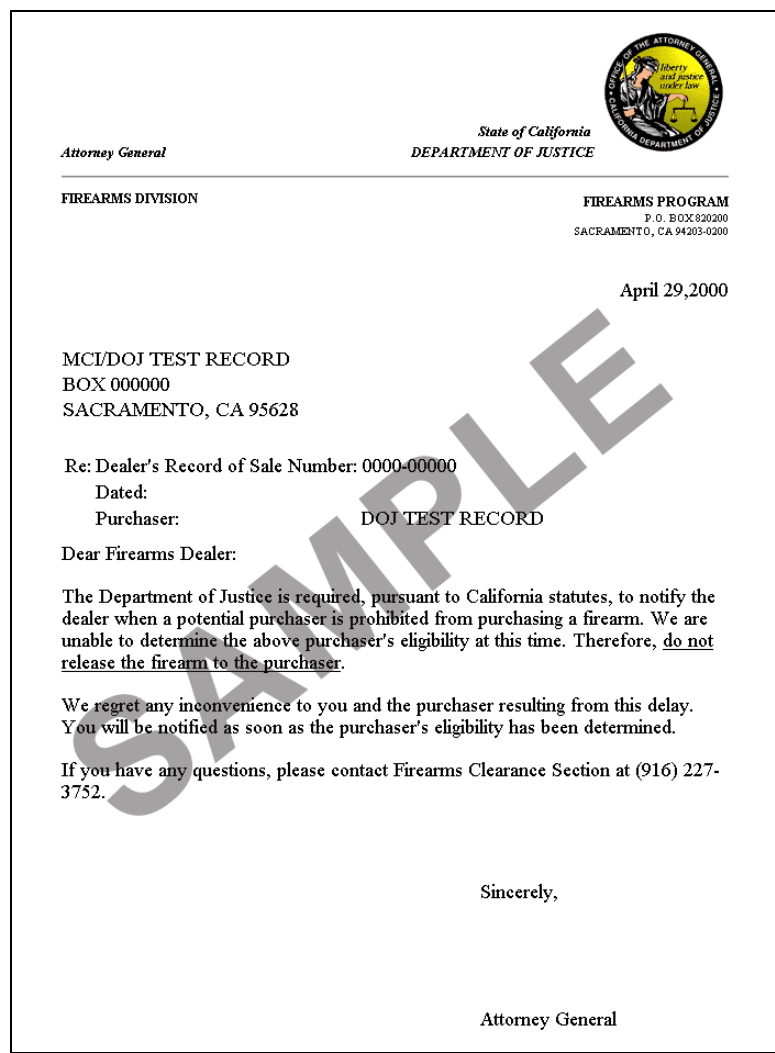 OFFICE OF THE ATTORNEY GENERAL
CALIFORNIA DEPARTMENT OF JUSTICE
liberty
and justice
under law
State of California
Attorney General DEPARTMENT OF JUSTICE
FIREARMS DIVISION FIREARMS PROGRAM
P.O. BOX 820200
SACRAMENTO, CA 94203-0200
April 29,2000
MCI/DOJ TEST RECORD
BOX 000000
SACRAMENTO, CA 95628
Re: Dealer's Record of Sale Number: 0000-00000
Dated:
Purchaser: DOJ TEST RECORD
Dear Firearms Dealer:
The Department of Justice is required, pursuant to California statutes, to notify the
dealer when a potential purchaser is prohibited from purchasing a firearm. We are
unable to determine the above purchaser's eligibility at this time. Therefore, do not
release the firearm to the purchaser.
We regret any inconvenience to you and the purchaser resulting from this delay.
You will be notified as soon as the purchaser's eligibility has been determined.
If you have any questions, please contact Firearms Clearance Section at (916) 227-
3752.
Sincerely,
Attorney General
SAMPLE